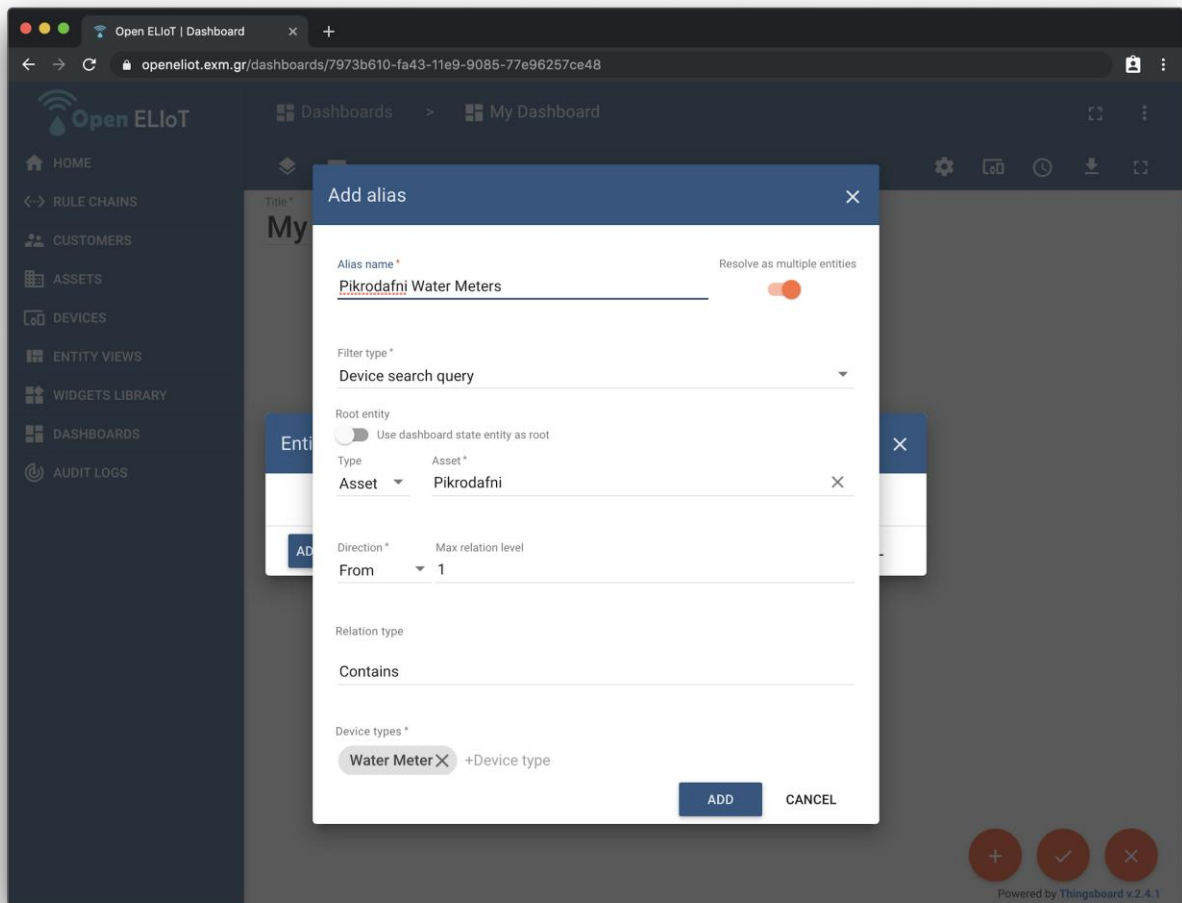 Open ELIoT | Dashboard
openeliot.exm.gr/dashboards/7973b610-fa43-11e9-9085-77e96257ce48
Open ELIoT
Dashboards > My Dashboard
HOME
RULE CHAINS
CUSTOMERS
ASSETS
DEVICES
ENTITY VIEWS
WIDGETS LIBRARY
DASHBOARDS
AUDIT LOGS
Title *
My
Add alias
Alias name *
Resolve as multiple entities
Pikrodafni Water Meters
Filter type *
Device search query
Root entity
Use dashboard state entity as root
Type Asset *
Asset Pikrodafni
Enti
AD
Direction * Max relation level
From 1
Relation type
Contains
Device types *
Water Meter +Device type
ADD CANCEL
Powered by Thingsboard v.2.4.1